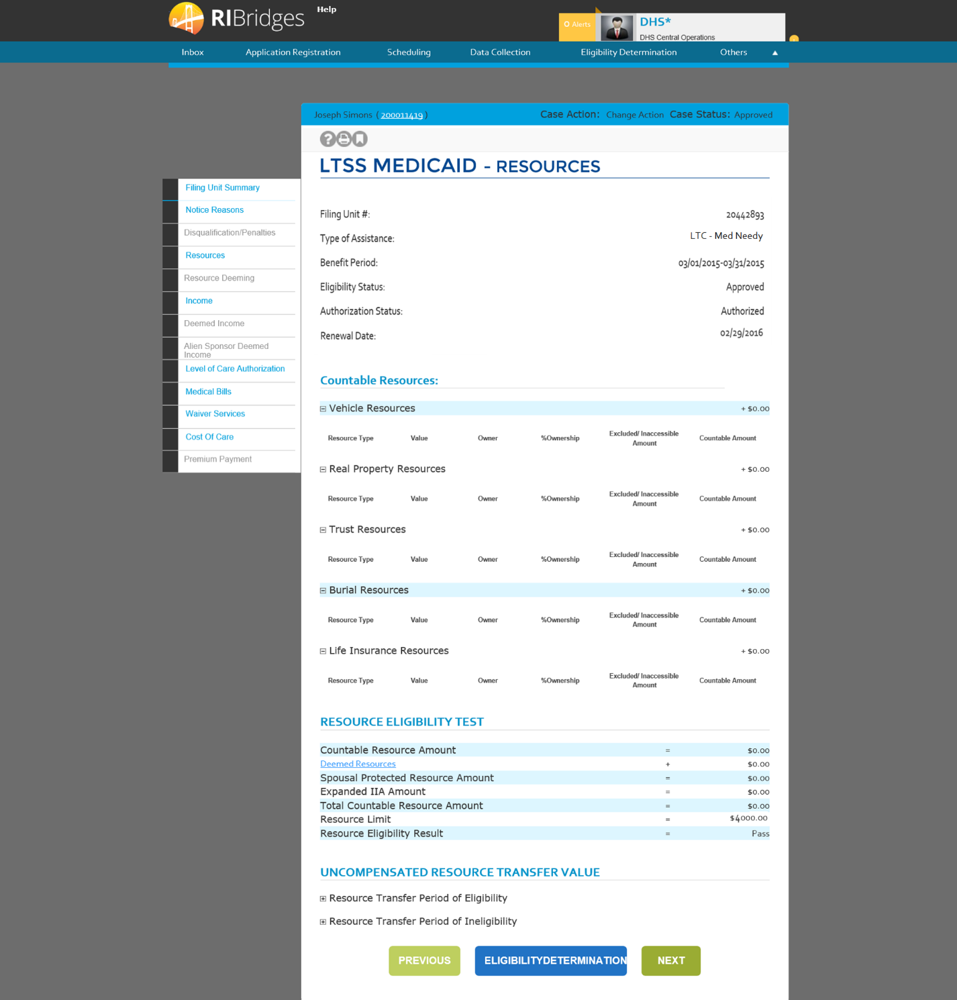 RIBridges Help
0 Alerts DHS*
DHS Central Operations
Inbox Application Registration Scheduling Data Collection Eligibility Determination Others
Joseph Simons ( 200011419 ) Case Action: Change Action Case Status: Approved
LTSS MEDICAID - RESOURCES
Filing Unit Summary
Notice Reasons
Disqualification/Penalties
Resources
Resource Deeming
Income
Deemed Income
Alien Sponsor Deemed
Income
Level of Care Authorization
Medical Bills
Waiver Services
Cost Of Care
Premium Payment
Filing Unit #: 20442893
Type of Assistance: LTC - Med Needy
Benefit Period: 03/01/2015-03/31/2015
Eligibility Status: Approved
Authorization Status: Authorized
Renewal Date: 02/29/2016
Countable Resources:
Vehicle Resources + $0.00
Resource Type Value Owner %Ownership Excluded/ Inaccessible Amount Countable Amount
Real Property Resources + $0.00
Resource Type Value Owner %Ownership Excluded/ Inaccessible Amount Countable Amount
Trust Resources + $0.00
Resource Type Value Owner %Ownership Excluded/ Inaccessible Amount Countable Amount
Burial Resources + $0.00
Resource Type Value Owner %Ownership Excluded/ Inaccessible Amount Countable Amount
Life Insurance Resources + $0.00
Resource Type Value Owner %Ownership Excluded/ Inaccessible Amount Countable Amount
RESOURCE ELIGIBILITY TEST
Countable Resource Amount = $0.00
Deemed Resources + $0.00
Spousal Protected Resource Amount = $0.00
Expanded IIA Amount = $0.00
Total Countable Resource Amount = $0.00
Resource Limit = $4000.00
Resource Eligibility Result = Pass
UNCOMPENSATED RESOURCE TRANSFER VALUE
Resource Transfer Period of Eligibility
Resource Transfer Period of Ineligibility
PREVIOUS ELIGIBILITYDETERMINATION NEXT